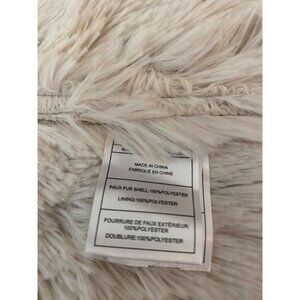 MADE IN CHINA
FABRIQUÉ EN CHINE
FAUX FUR SHELL:100%POLYESTER
LINING:100%POLYESTER
FOURRURE DE FAUX EXTÉRIEUR:
100%POLYESTER
DOUBLURE:100%POLYESTER